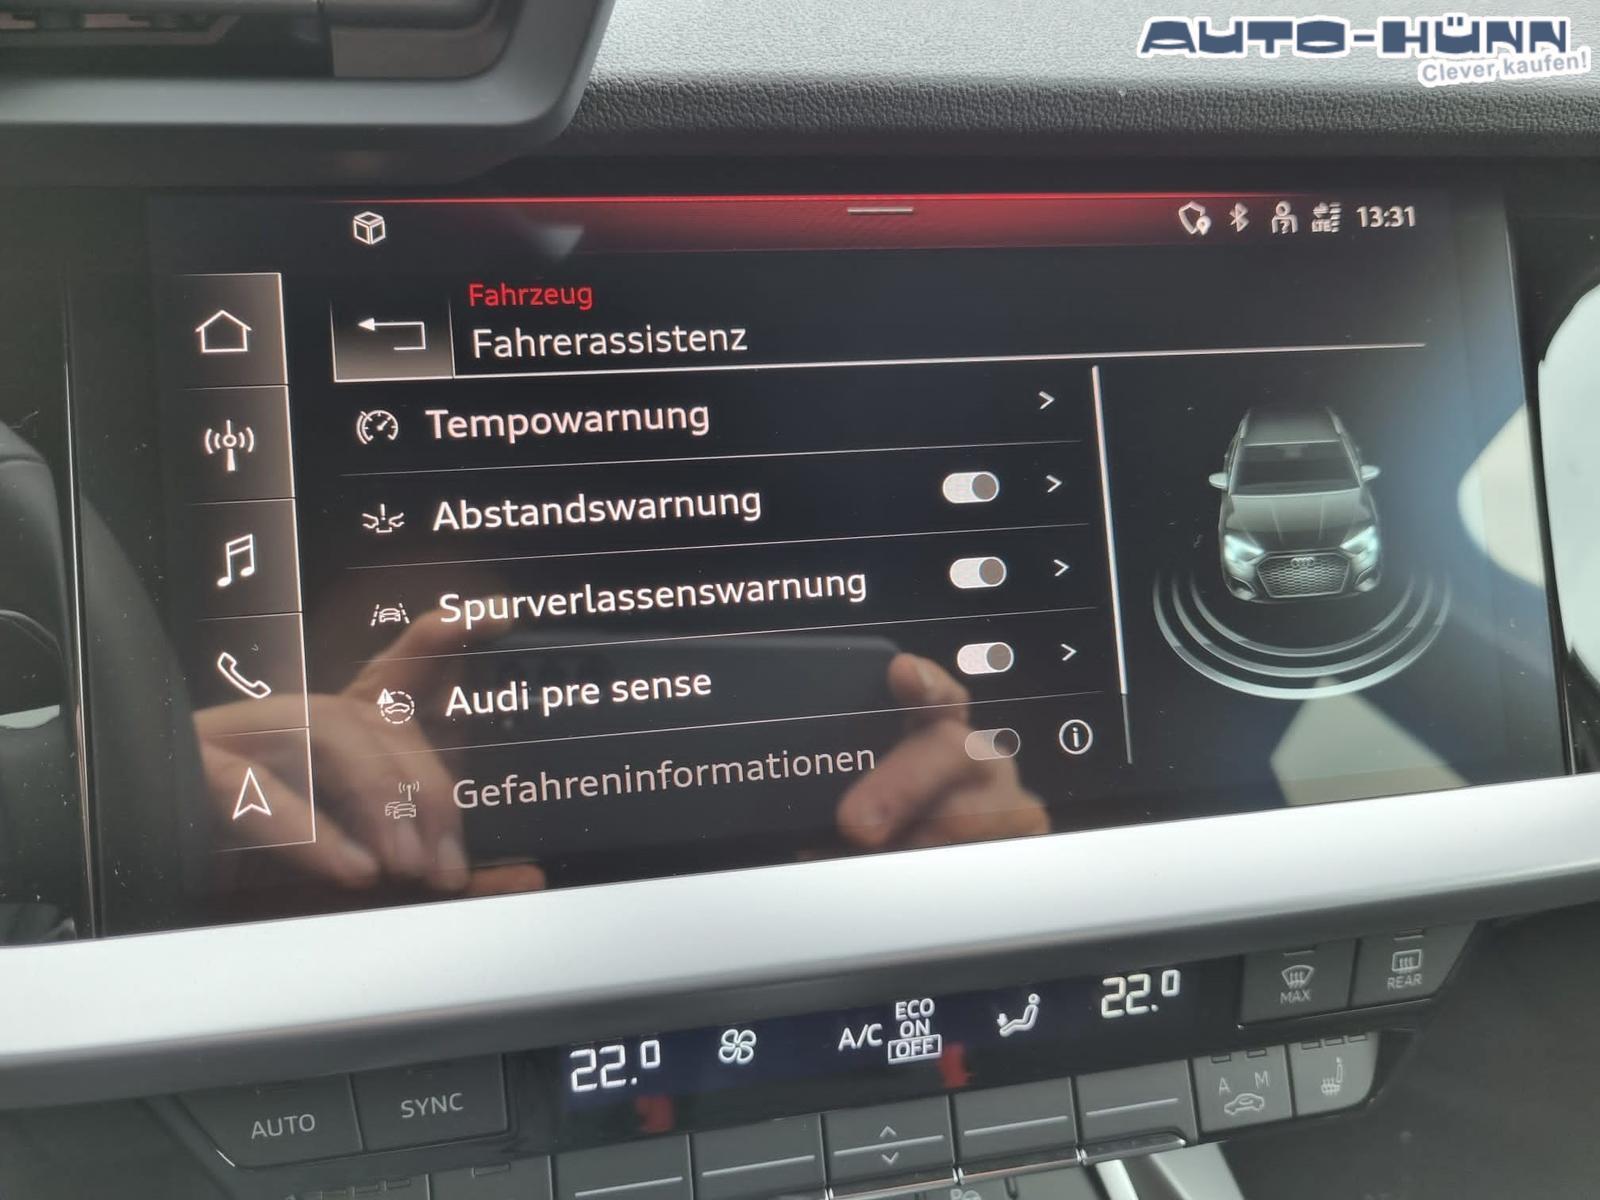 AUTO-HÜNN
Clever kaufen!
LTE 13:31
Fahrzeug
Fahrerassistenz
Tempowarnung
Abstandswarnung
Spurverlassenswarnung
Audi pre sense
Gefahreninformationen
MAX
REAR
22.0
A/C
ECO
ON
OFF
22.0
AUTO
SYNC
A M